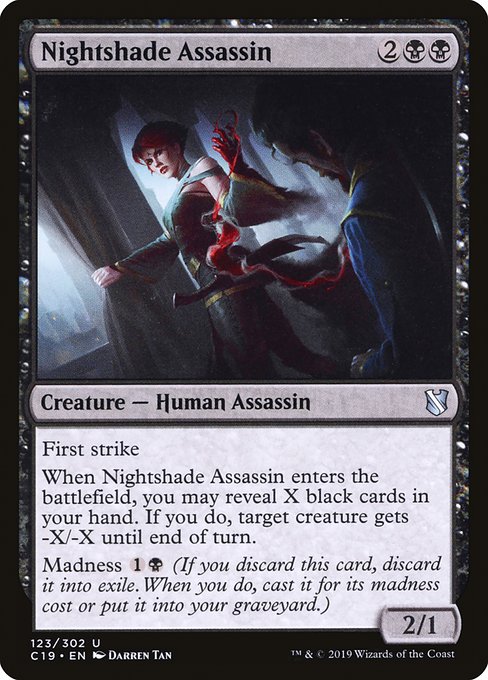 Nightshade Assassin 2
Creature — Human Assassin
First strike
When Nightshade Assassin enters the
battlefield, you may reveal X black cards in
your hand. If you do, target creature gets
-X/-X until end of turn.
Madness 1 (If you discard this card, discard
it into exile. When you do, cast it for its madness
cost or put it into your graveyard.)
2/1
123/302 U
C19 • EN Darren Tan
™ & © 2019 Wizards of the Coast